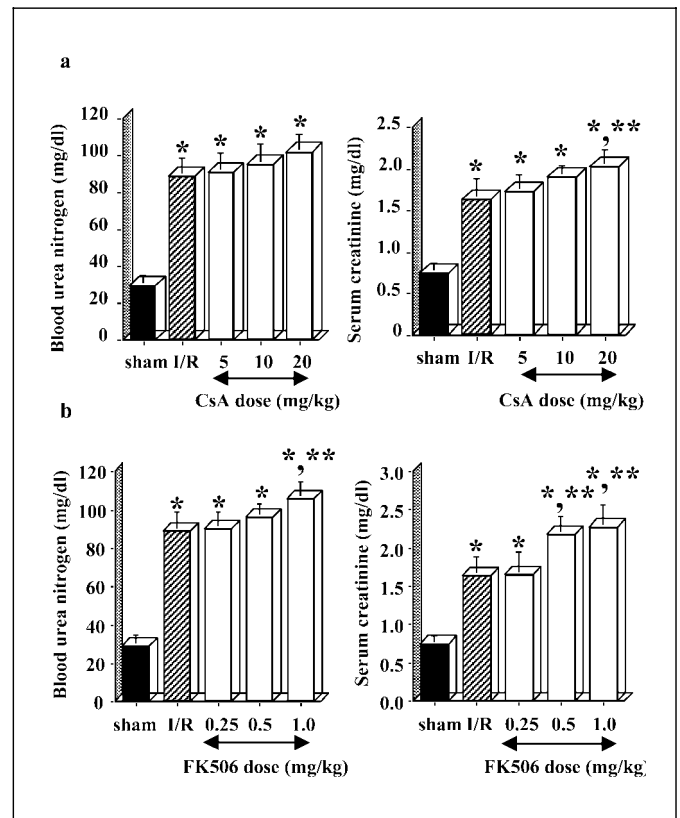 a
Blood urea nitrogen (mg/dl)
120
100
80
60
40
20
0
* * * *
sham I/R 5 10 20
CsA dose (mg/kg)
Serum creatinine (mg/dl)
2.5
2.0
1.5
1.0
0.5
0
* * * *,**
sham I/R 5 10 20
CsA dose (mg/kg)
b
Blood urea nitrogen (mg/dl)
120
100
80
60
40
20
0
* * * *,**
sham I/R 0.25 0.5 1.0
FK506 dose (mg/kg)
Serum creatinine (mg/dl)
3.0
2.5
2.0
1.5
1.0
0.5
0.0
* * *,** *,**
sham I/R 0.25 0.5 1.0
FK506 dose (mg/kg)